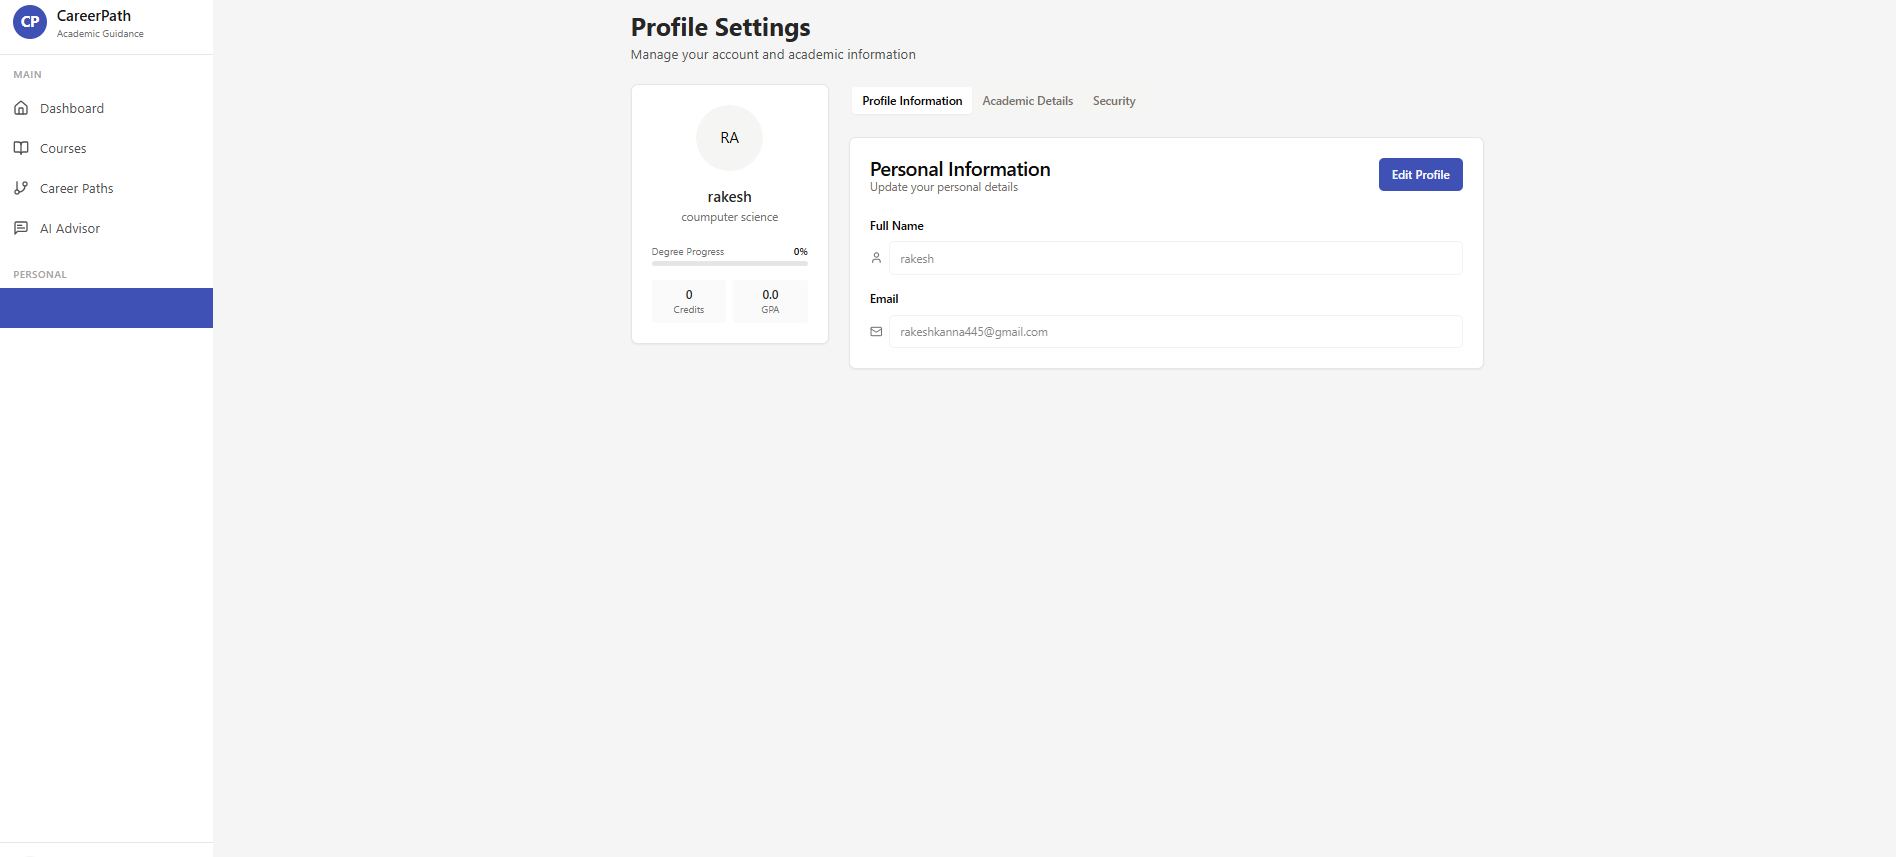 CP
CareerPath
Academic Guidance
MAIN
Dashboard
Courses
Career Paths
AI Advisor
PERSONAL
Profile Settings
Manage your account and academic information
RA
rakesh
coumputer science
Degree Progress 0%
0
Credits
0.0
GPA
Profile Information Academic Details Security
Personal Information
Update your personal details
Edit Profile
Full Name
rakesh
Email
rakeshkanna445@gmail.com